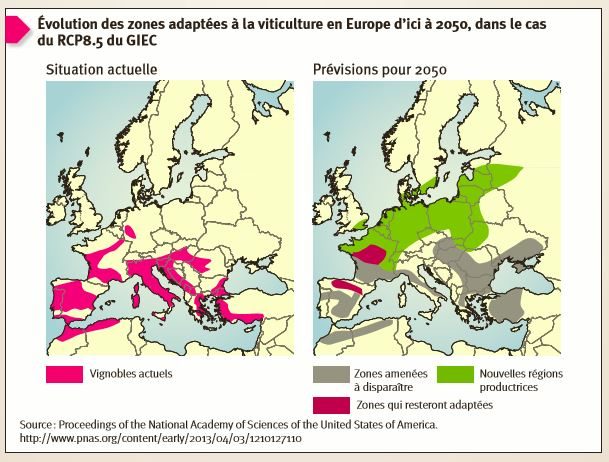 Évolution des zones adaptées à la viticulture en Europe d’ici à 2050, dans le cas
du RCP8.5 du GIEC
Situation actuelle
Prévisions pour 2050
Vignobles actuels
Zones amenées
à disparaître
Nouvelles régions
productrices
Zones qui resteront adaptées
Source : Proceedings of the National Academy of Sciences of the United States of America.
http://www.pnas.org/content/early/2013/04/03/1210127110